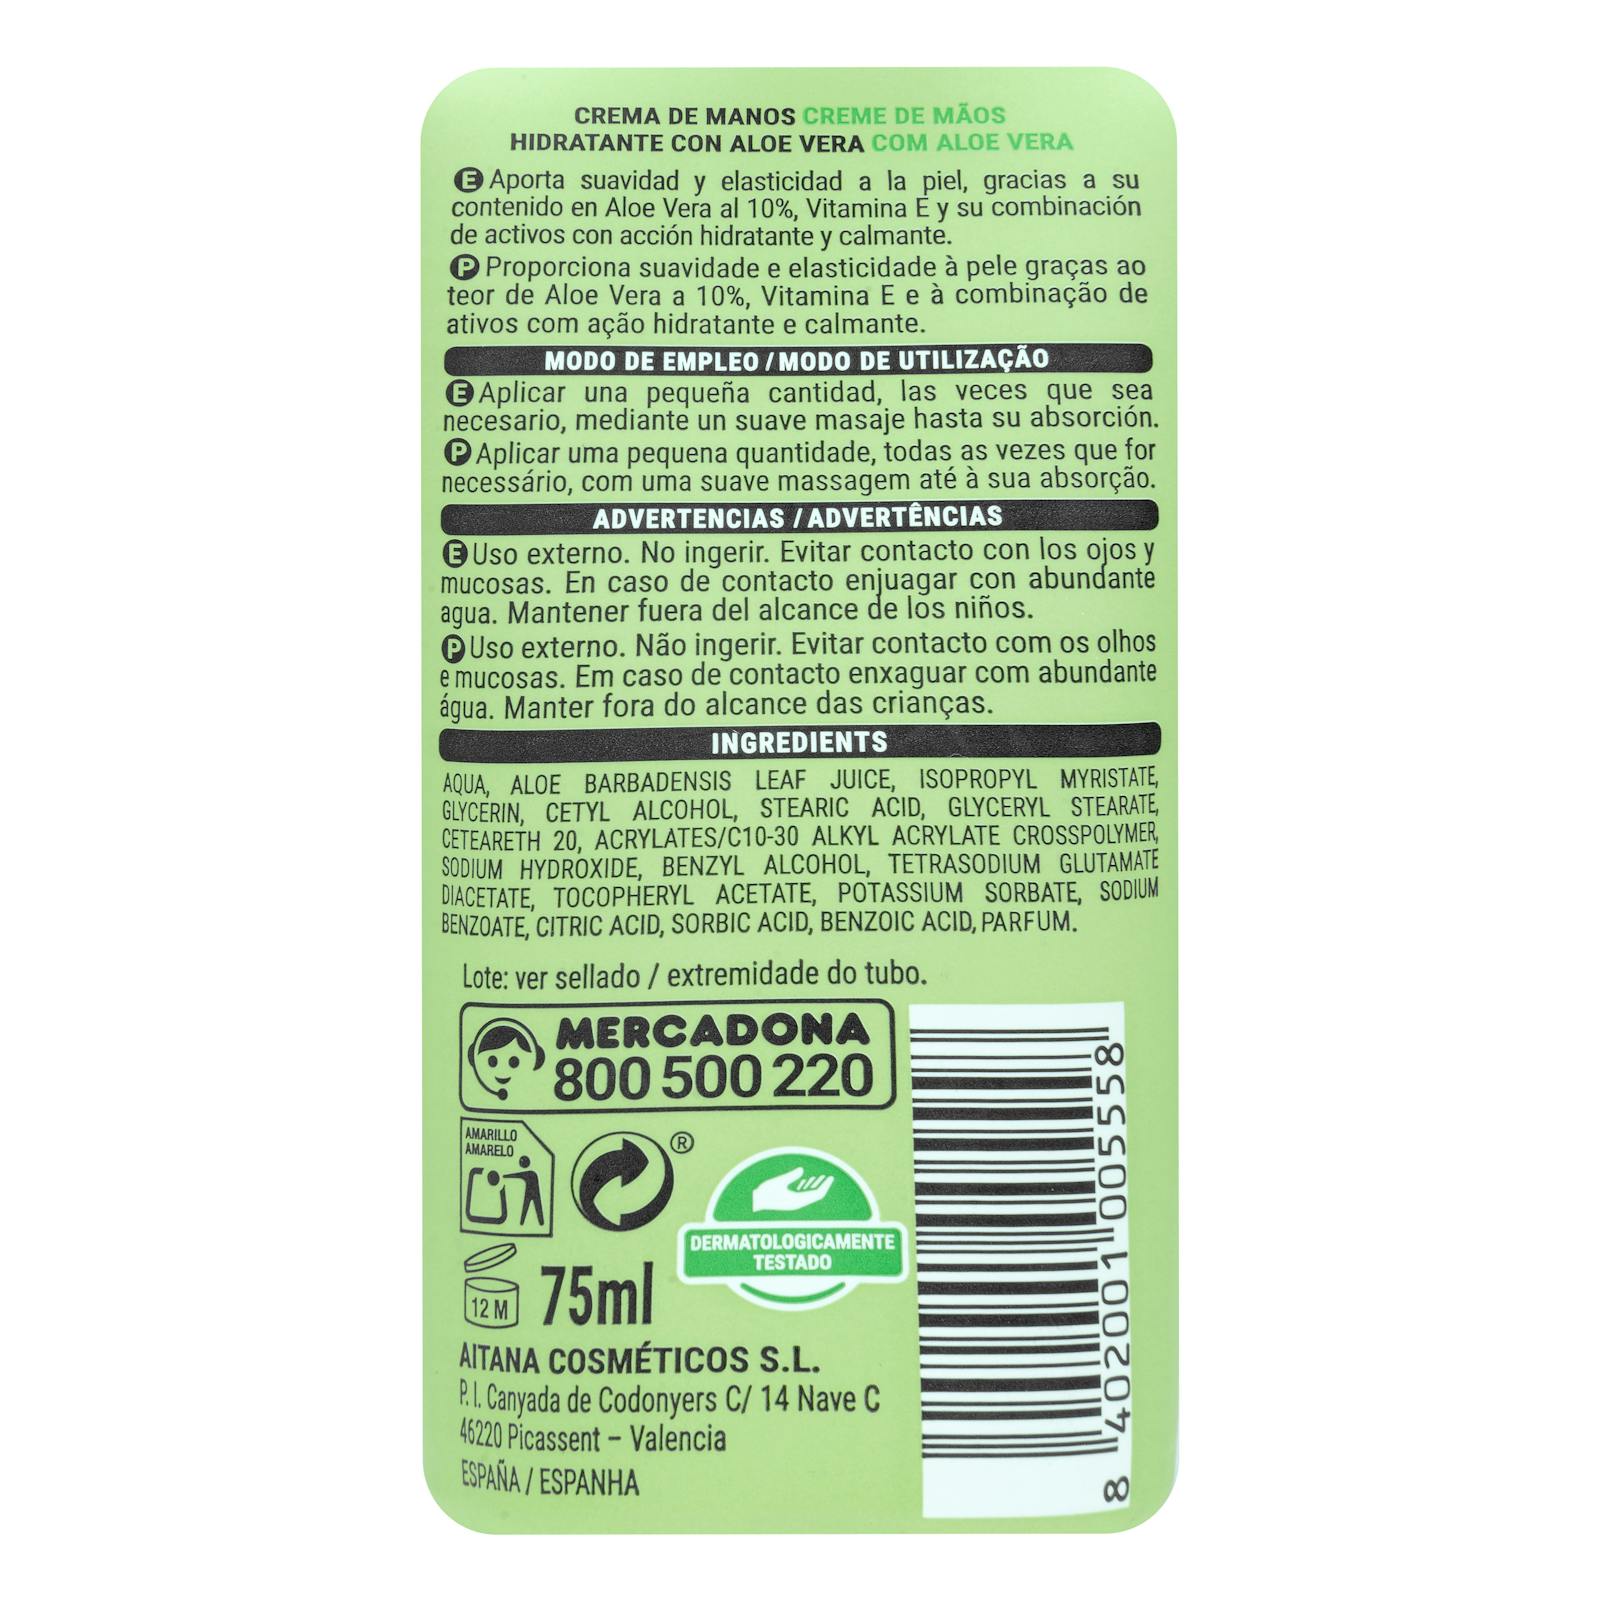 CREMA DE MANOS CREME DE MÃOS
HIDRATANTE CON ALOE VERA COM ALOE VERA
E Aporta suavidad y elasticidad a la piel, gracias a su
contenido en Aloe Vera al 10%, Vitamina E y su combinación
de activos con acción hidratante y calmante.
P Proporciona suavidade e elasticidade à pele graças ao
teor de Aloe Vera a 10%, Vitamina E e à combinação de
ativos com ação hidratante e calmante.
MODO DE EMPLEO / MODO DE UTILIZAÇÃO
E Aplicar una pequeña cantidad, las veces que sea
necesario, mediante un suave masaje hasta su absorción.
P Aplicar uma pequena quantidade, todas as vezes que for
necessário, com uma suave massagem até à sua absorção.
ADVERTENCIAS / ADVERTÊNCIAS
E Uso externo. No ingerir. Evitar contacto con los ojos y
mucosas. En caso de contacto enjuagar con abundante
agua. Mantener fuera del alcance de los niños.
P Uso externo. Não ingerir. Evitar contacto com os olhos
e mucosas. Em caso de contacto enxaguar com abundante
água. Manter fora do alcance das crianças.
INGREDIENTS
AQUA, ALOE BARBADENSIS LEAF JUICE, ISOPROPYL MYRISTATE,
GLYCERIN, CETYL ALCOHOL, STEARIC ACID, GLYCERYL STEARATE,
CETEARETH 20, ACRYLATES/C10-30 ALKYL ACRYLATE CROSSPOLYMER,
SODIUM HYDROXIDE, BENZYL ALCOHOL, TETRASODIUM GLUTAMATE
DIACETATE, TOCOPHERYL ACETATE, POTASSIUM SORBATE, SODIUM
BENZOATE, CITRIC ACID, SORBIC ACID, BENZOIC ACID, PARFUM.
Lote: ver sellado / extremidade do tubo.
MERCADONA
800 500 220
AMARILLO
AMARELO
®
DERMATOLOGICAMENTE
TESTADO
12 M
75ml
AITANA COSMÉTICOS S.L.
P. I. Canyada de Codonyers C/ 14 Nave C
46220 Picassent – Valencia
ESPAÑA / ESPANHA
8 402001 005558